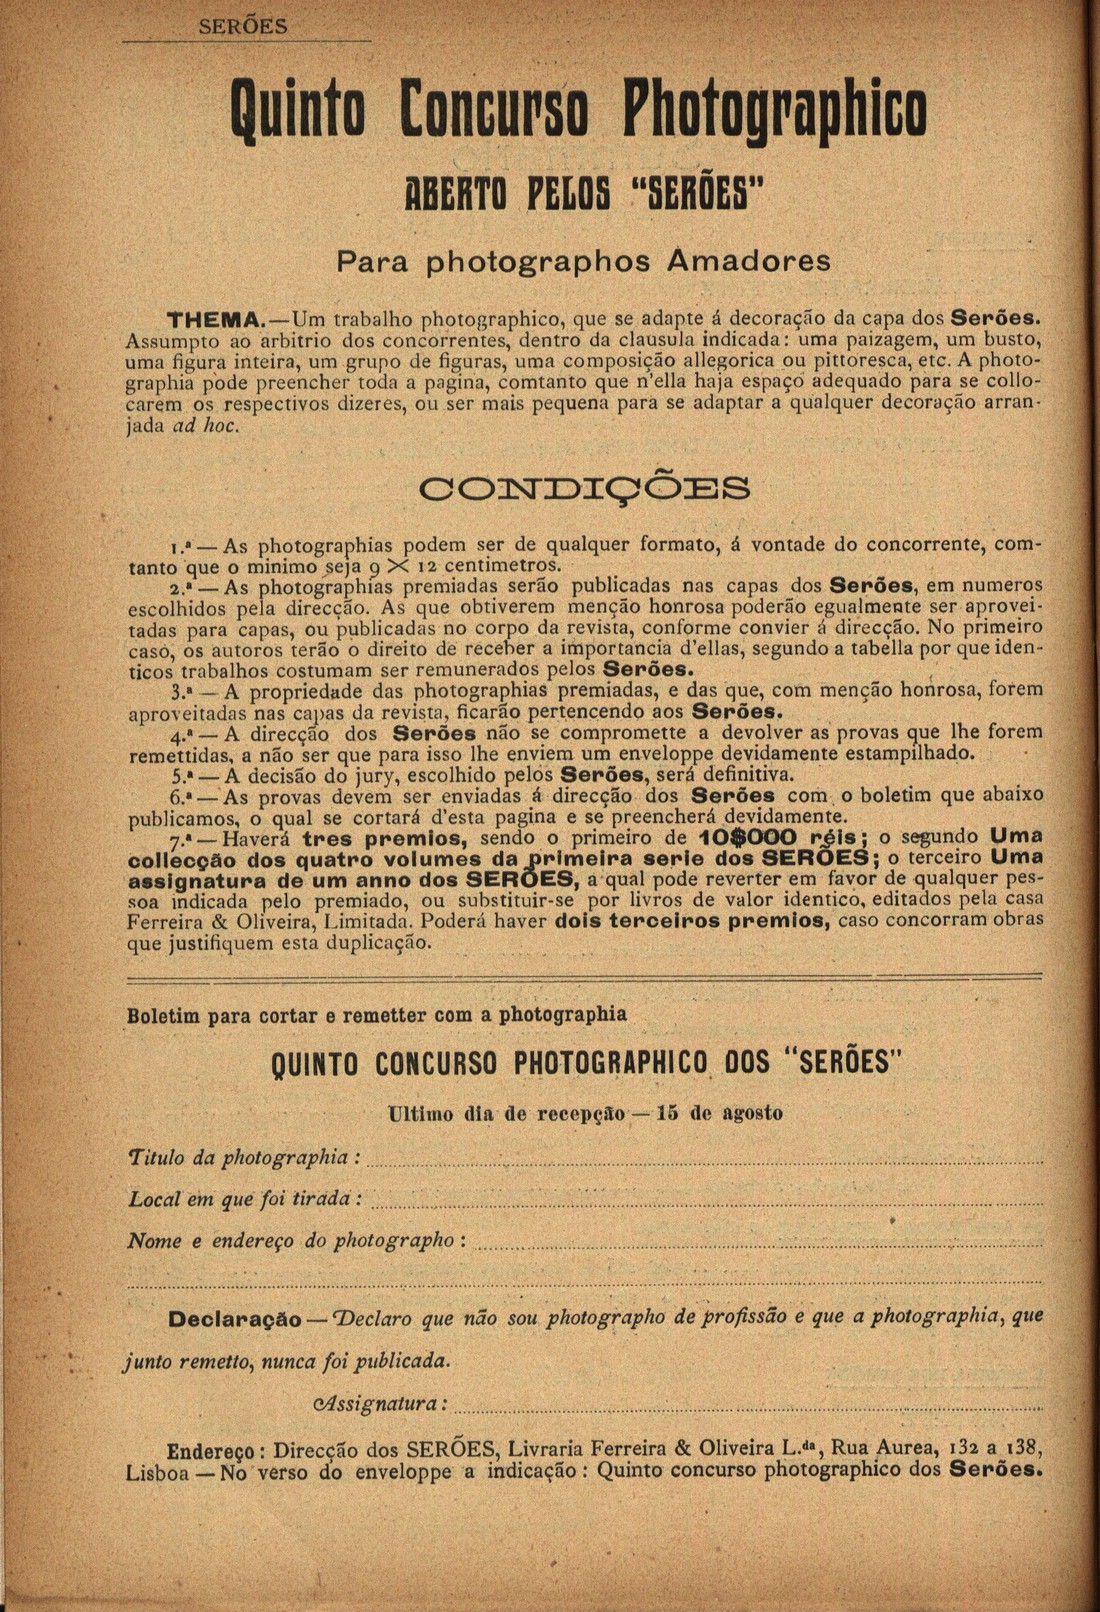 SERÕES
Quinto Concurso Photographico
ABERTO PELOS "SERÕES"
Para photographos Amadores
THEMA.—Um trabalho photographico, que se adapte á decoração da capa dos Serões.
Assumpto ao arbitrio dos concorrentes, dentro da clausula indicada: uma paizagem, um busto,
uma figura inteira, um grupo de figuras, uma composição allegorica ou pittoresca, etc. A photo-
graphia pode preencher toda a pagina, comtanto que n'ella haja espaço adequado para se collo-
carem os respectivos dizeres, ou ser mais pequena para se adaptar a qualquer decoração arran-
jada ad hoc.
CONDIÇÕES
1.ª — As photographias podem ser de qualquer formato, á vontade do concorrente, com-
tanto que o minimo seja 9 × 12 centimetros.
2.ª — As photographias premiadas serão publicadas nas capas dos Serões, em numeros
escolhidos pela direcção. As que obtiverem menção honrosa poderão egualmente ser aprovei-
tadas para capas, ou publicadas no corpo da revista, conforme convier á direcção. No primeiro
caso, os autoros terão o direito de receber a importancia d'ellas, segundo a tabella por que iden-
ticos trabalhos costumam ser remunerados pelos Serões.
3.ª — A propriedade das photographias premiadas, e das que, com menção honrosa, forem
aproveitadas nas capas da revista, ficarão pertencendo aos Serões.
4.ª — A direcção dos Serões não se compromette a devolver as provas que lhe forem
remettidas, a não ser que para isso lhe enviem um enveloppe devidamente estampilhado.
5.ª — A decisão do jury, escolhido pelos Serões, será definitiva.
6.ª — As provas devem ser enviadas á direcção dos Serões com o boletim que abaixo
publicamos, o qual se cortará d'esta pagina e se preencherá devidamente.
7.ª — Haverá tres premios, sendo o primeiro de 10$000 réis; o segundo Uma
collecção dos quatro volumes da primeira serie dos SERÕES; o terceiro Uma
assignatura de um anno dos SERÕES, a qual pode reverter em favor de qualquer pes-
soa indicada pelo premiado, ou substituir-se por livros de valor identico, editados pela casa
Ferreira & Oliveira, Limitada. Poderá haver dois terceiros premios, caso concorram obras
que justifiquem esta duplicação.
Boletim para cortar e remetter com a photographia
QUINTO CONCURSO PHOTOGRAPHICO DOS "SERÕES"
Ultimo dia de recepção — 15 de agosto
Titulo da photographia :
Local em que foi tirada :
Nome e endereço do photographo :
Declaração — Declaro que não sou photographo de profissão e que a photographia, que
junto remetto, nunca foi publicada.
Assignatura :
Endereço : Direcção dos SERÕES, Livraria Ferreira & Oliveira L.da, Rua Aurea, 132 a 138,
Lisboa — No verso do enveloppe a indicação : Quinto concurso photographico dos Serões.